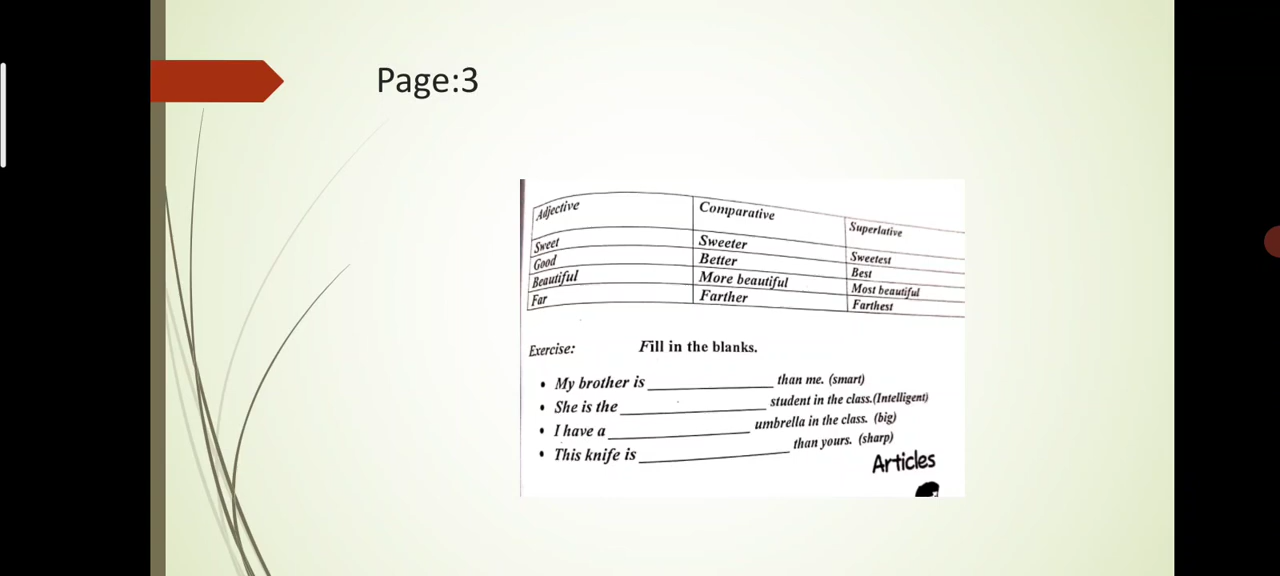 Page:3
Adjective Comparative Superlative
Sweet Sweeter Sweetest
Good Better Best
Beautiful More beautiful Most beautiful
Far Farther Farthest
Exercise: Fill in the blanks.
• My brother is ____________ than me. (smart)
• She is the ____________ student in the class.(Intelligent)
• I have a ____________ umbrella in the class. (big)
• This knife is ____________ than yours. (sharp)
Articles